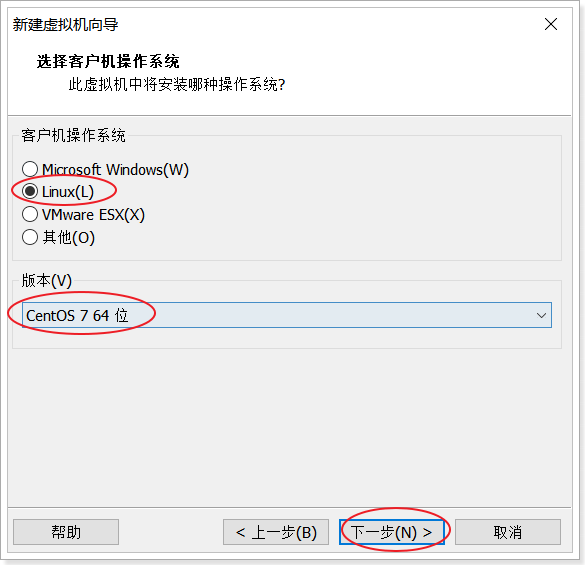 新建虚拟机向导
选择客户机操作系统
此虚拟机中将安装哪种操作系统?
客户机操作系统
Microsoft Windows(W)
Linux(L)
VMware ESX(X)
其他(O)
版本(V)
CentOS 7 64 位
帮助
< 上一步(B)
下一步(N) >
取消